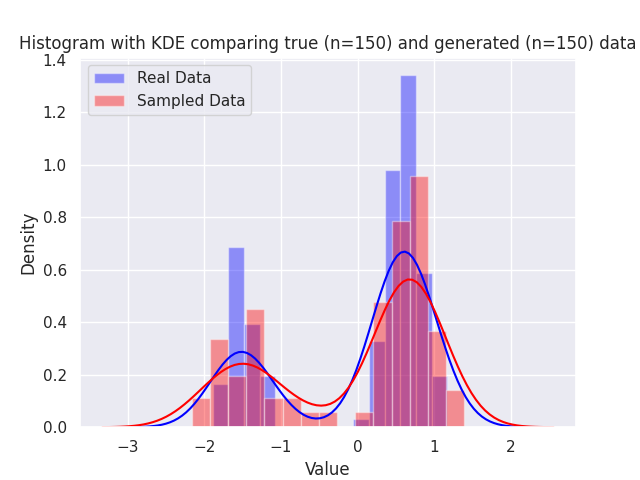 Histogram with KDE comparing true (n=150) and generated (n=150) data
Real Data
Sampled Data
1.4
1.2
1.0
0.8
0.6
0.4
0.2
0.0
Density
−3 −2 −1 0 1 2
Value